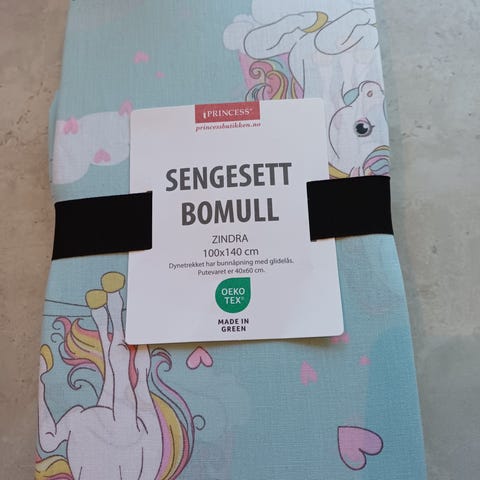 PRINCESS®
princessbutikken.no
SENGESETT
BOMULL
ZINDRA
100x140 cm
Dynetrekket har bunnåpning med glidelås.
Putevaret er 40x60 cm.
OEKO
TEX®
MADE IN
GREEN